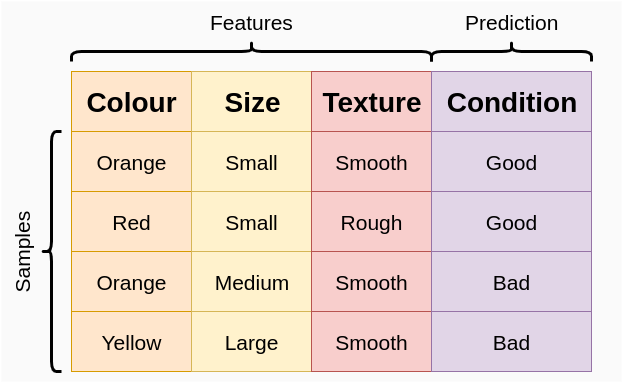 Features Prediction
Colour Size Texture Condition
Orange Small Smooth Good
Red Small Rough Good
Orange Medium Smooth Bad
Yellow Large Smooth Bad
Samples